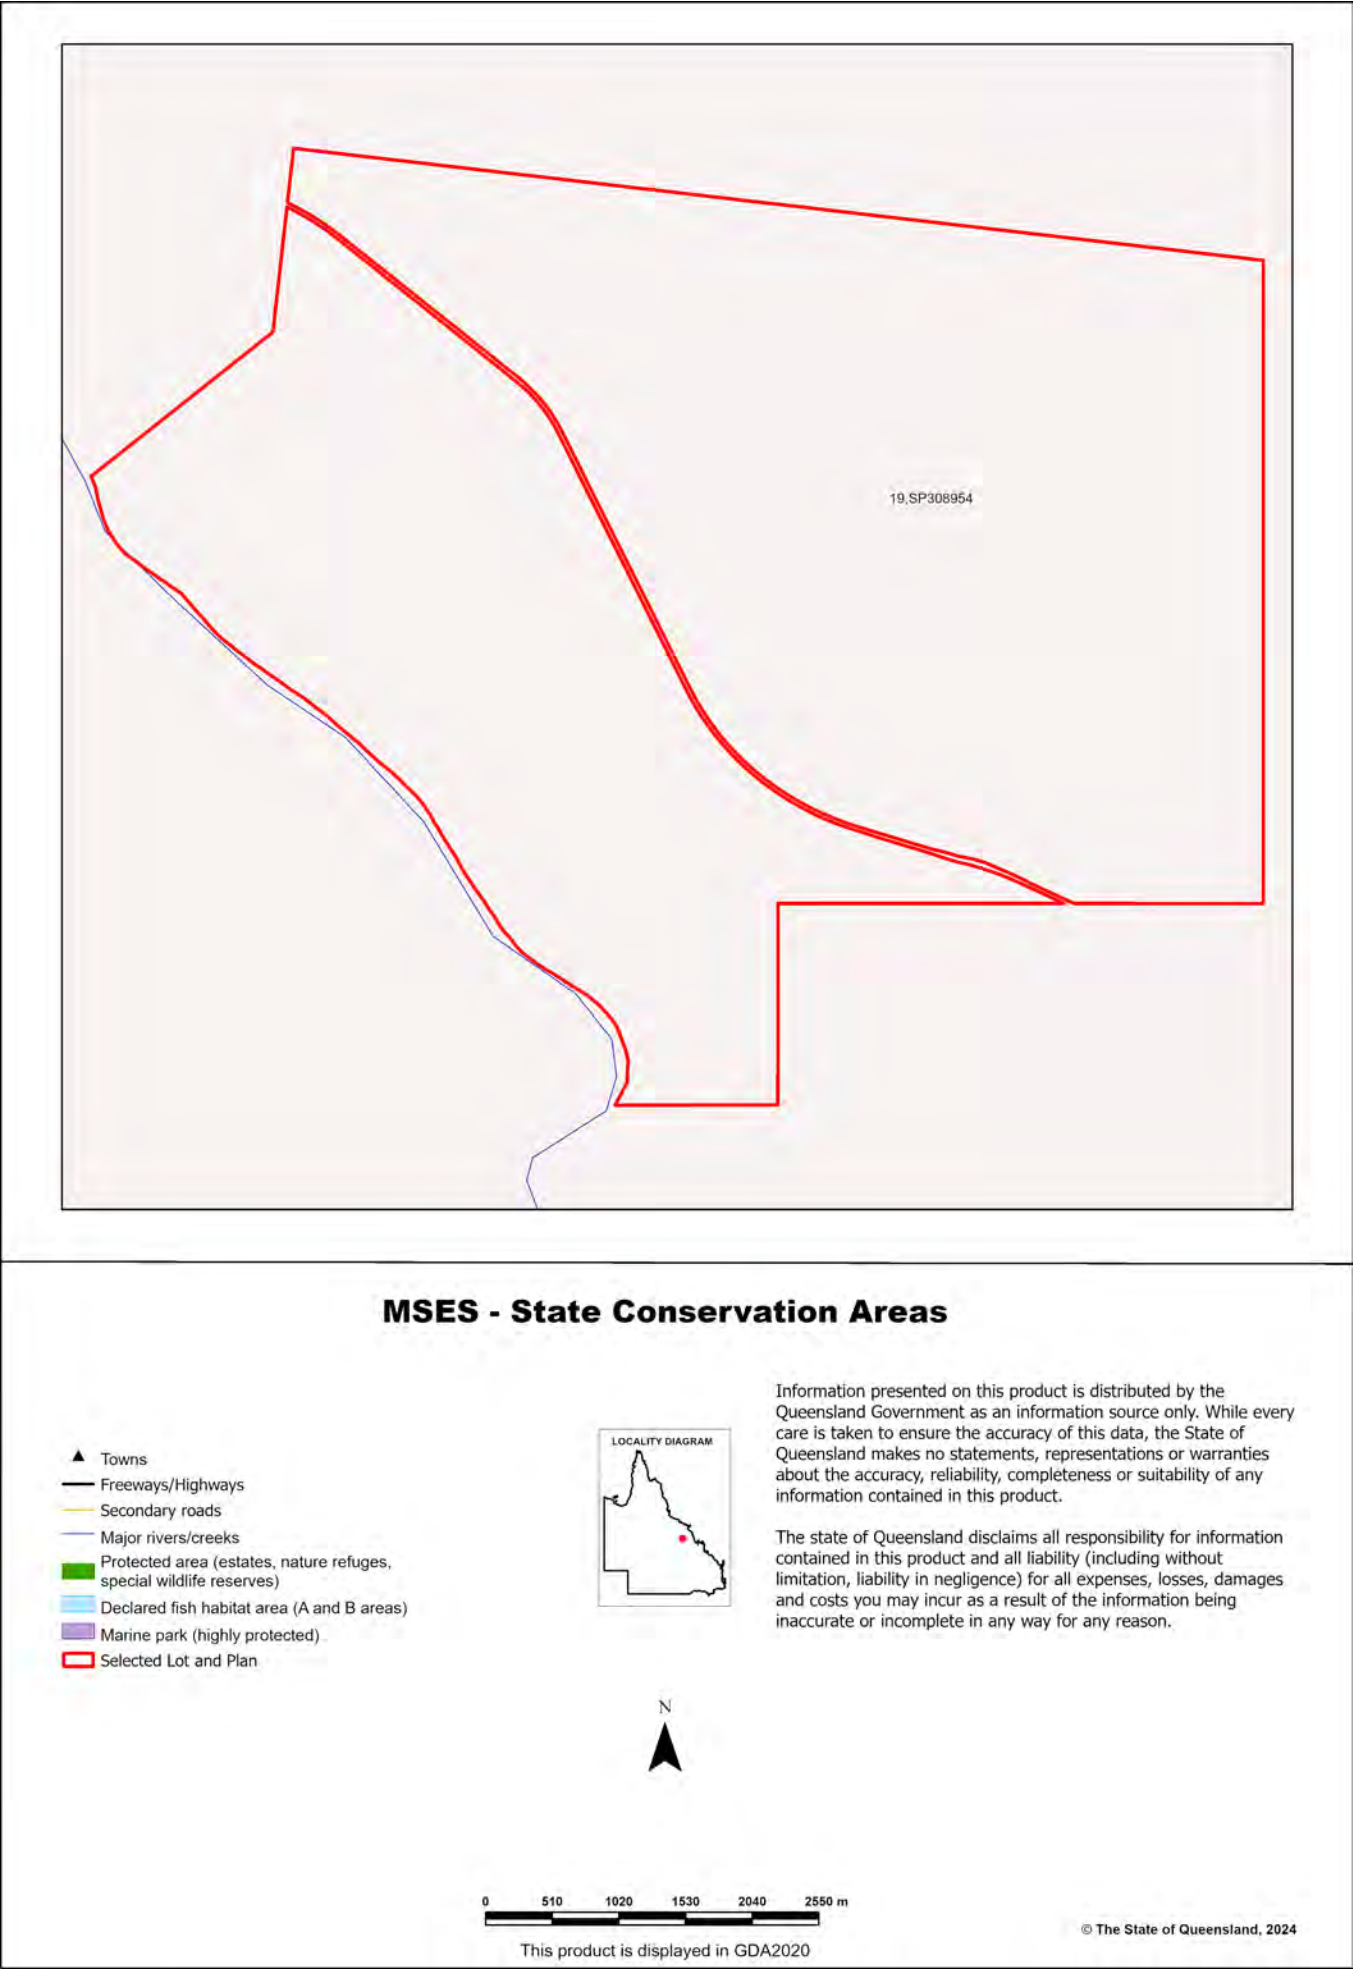 19,SP308954
MSES - State Conservation Areas
Towns
Freeways/Highways
Secondary roads
Major rivers/creeks
Protected area (estates, nature refuges,
special wildlife reserves)
Declared fish habitat area (A and B areas)
Marine park (highly protected)
Selected Lot and Plan
LOCALITY DIAGRAM
Information presented on this product is distributed by the
Queensland Government as an information source only. While every
care is taken to ensure the accuracy of this data, the State of
Queensland makes no statements, representations or warranties
about the accuracy, reliability, completeness or suitability of any
information contained in this product.
The state of Queensland disclaims all responsibility for information
contained in this product and all liability (including without
limitation, liability in negligence) for all expenses, losses, damages
and costs you may incur as a result of the information being
inaccurate or incomplete in any way for any reason.
N
0 510 1020 1530 2040 2550 m
This product is displayed in GDA2020
© The State of Queensland, 2024